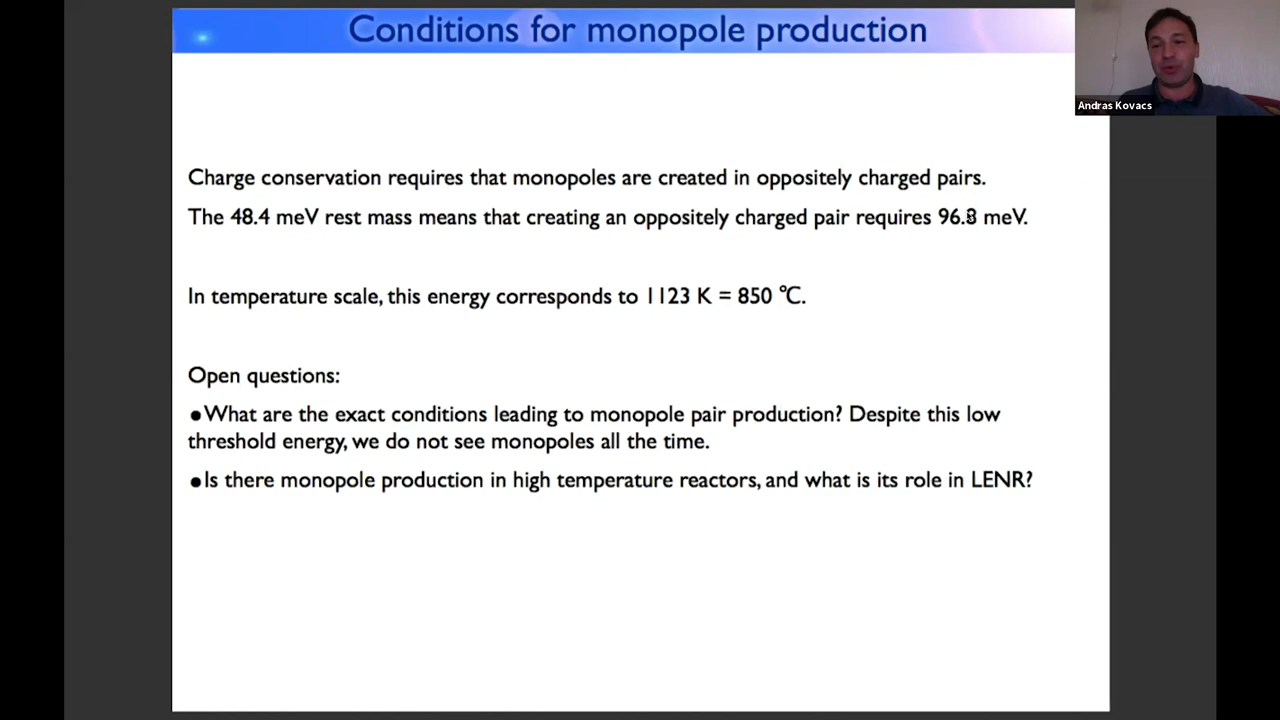 Conditions for monopole production
Andras Kovacs
Charge conservation requires that monopoles are created in oppositely charged pairs.
The 48.4 meV rest mass means that creating an oppositely charged pair requires 96.8 meV.
In temperature scale, this energy corresponds to 1123 K = 850 ℃.
Open questions:
●What are the exact conditions leading to monopole pair production? Despite this low
threshold energy, we do not see monopoles all the time.
●Is there monopole production in high temperature reactors, and what is its role in LENR?